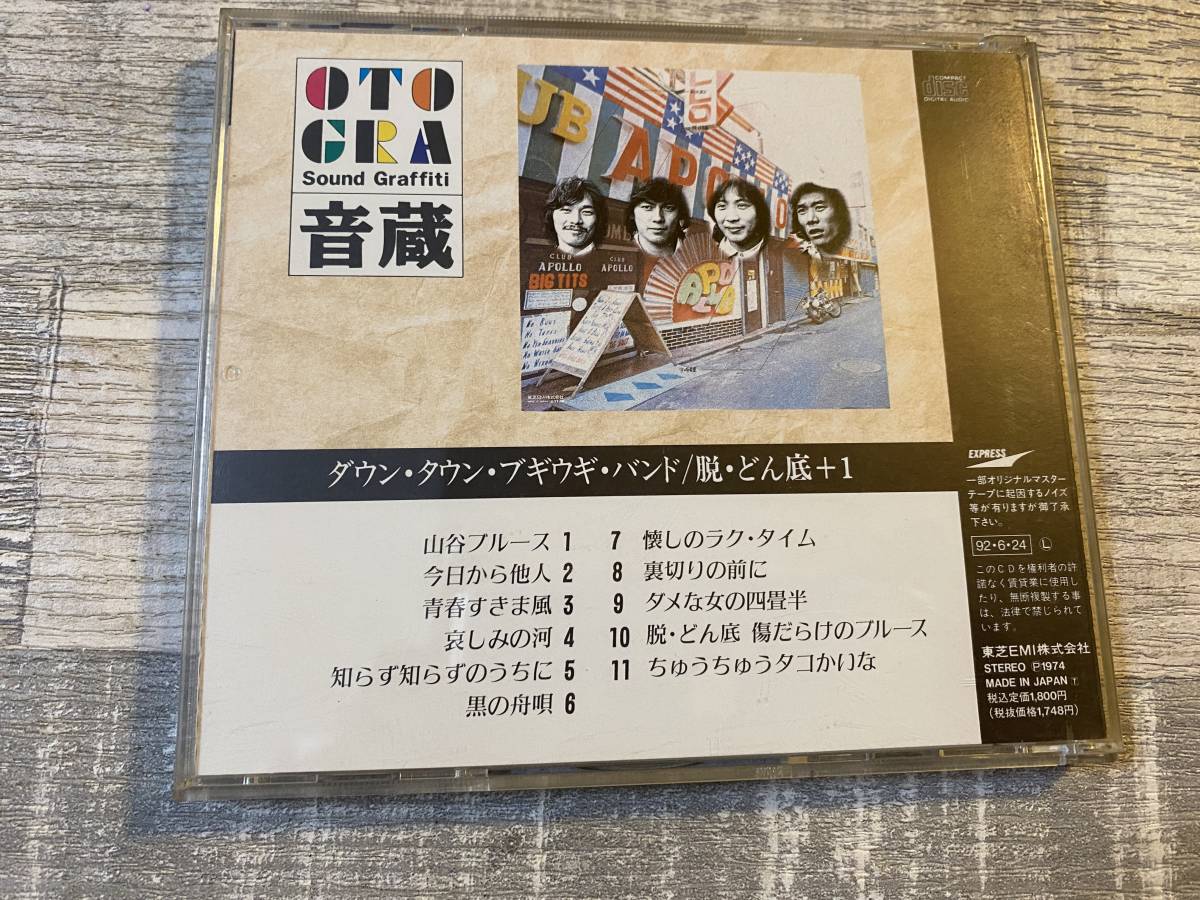 OTO
GRA
Sound Graffiti
音蔵
COMPACT
disc
DIGITAL AUDIO
UB APOLLO
CLUB
APOLLO
BIG TITS
CLUB
APOLLO
東芝EMI株式会社
ダウン・タウン・ブギウギ・バンド/脱・どん底+1
山谷ブルース 1
今日から他人 2
青春すきま風 3
哀しみの河 4
知らず知らずのうちに 5
黒の舟唄 6
7 懐しのラク・タイム
8 裏切りの前に
9 ダメな女の四畳半
10 脱・どん底 傷だらけのブルース
11 ちゅうちゅうタコかいな
EXPRESS
一部オリジナルマスター
テープに起因するノイズ
等が有りますが御了承
下さい。
92・6・24 Ⓛ
このCDを権利者の許
諾なく賃貸業に使用し
たり、無断複製する事
は、法律で禁じられて
います。
東芝EMI株式会社
STEREO Ⓟ1974
MADE IN JAPAN T
税込定価1,800円
(税抜価格1,748円)